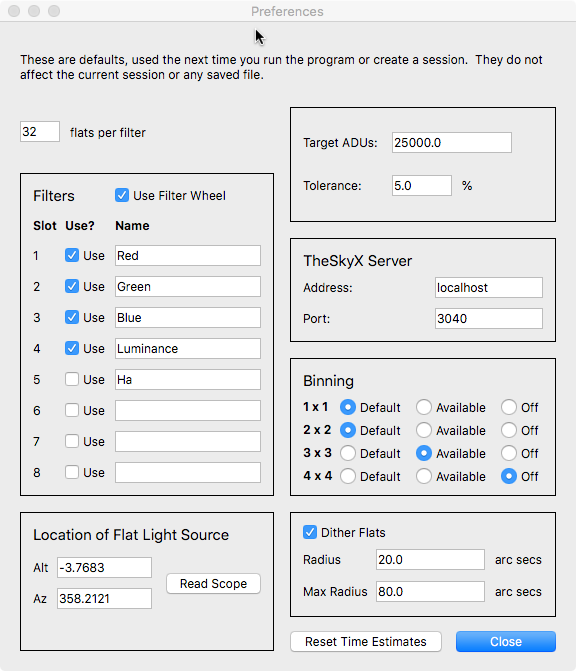 Preferences
These are defaults, used the next time you run the program or create a session. They do not
affect the current session or any saved file.
32 flats per filter
Filters Use Filter Wheel
Slot Use? Name
1 Use Red
2 Use Green
3 Use Blue
4 Use Luminance
5 Use Ha
6 Use
7 Use
8 Use
Location of Flat Light Source
Alt -3.7683
Read Scope
Az 358.2121
Target ADUs: 25000.0
Tolerance: 5.0 %
TheSkyX Server
Address: localhost
Port: 3040
Binning
1 x 1 Default Available Off
2 x 2 Default Available Off
3 x 3 Default Available Off
4 x 4 Default Available Off
Dither Flats
Radius 20.0 arc secs
Max Radius 80.0 arc secs
Reset Time Estimates Close